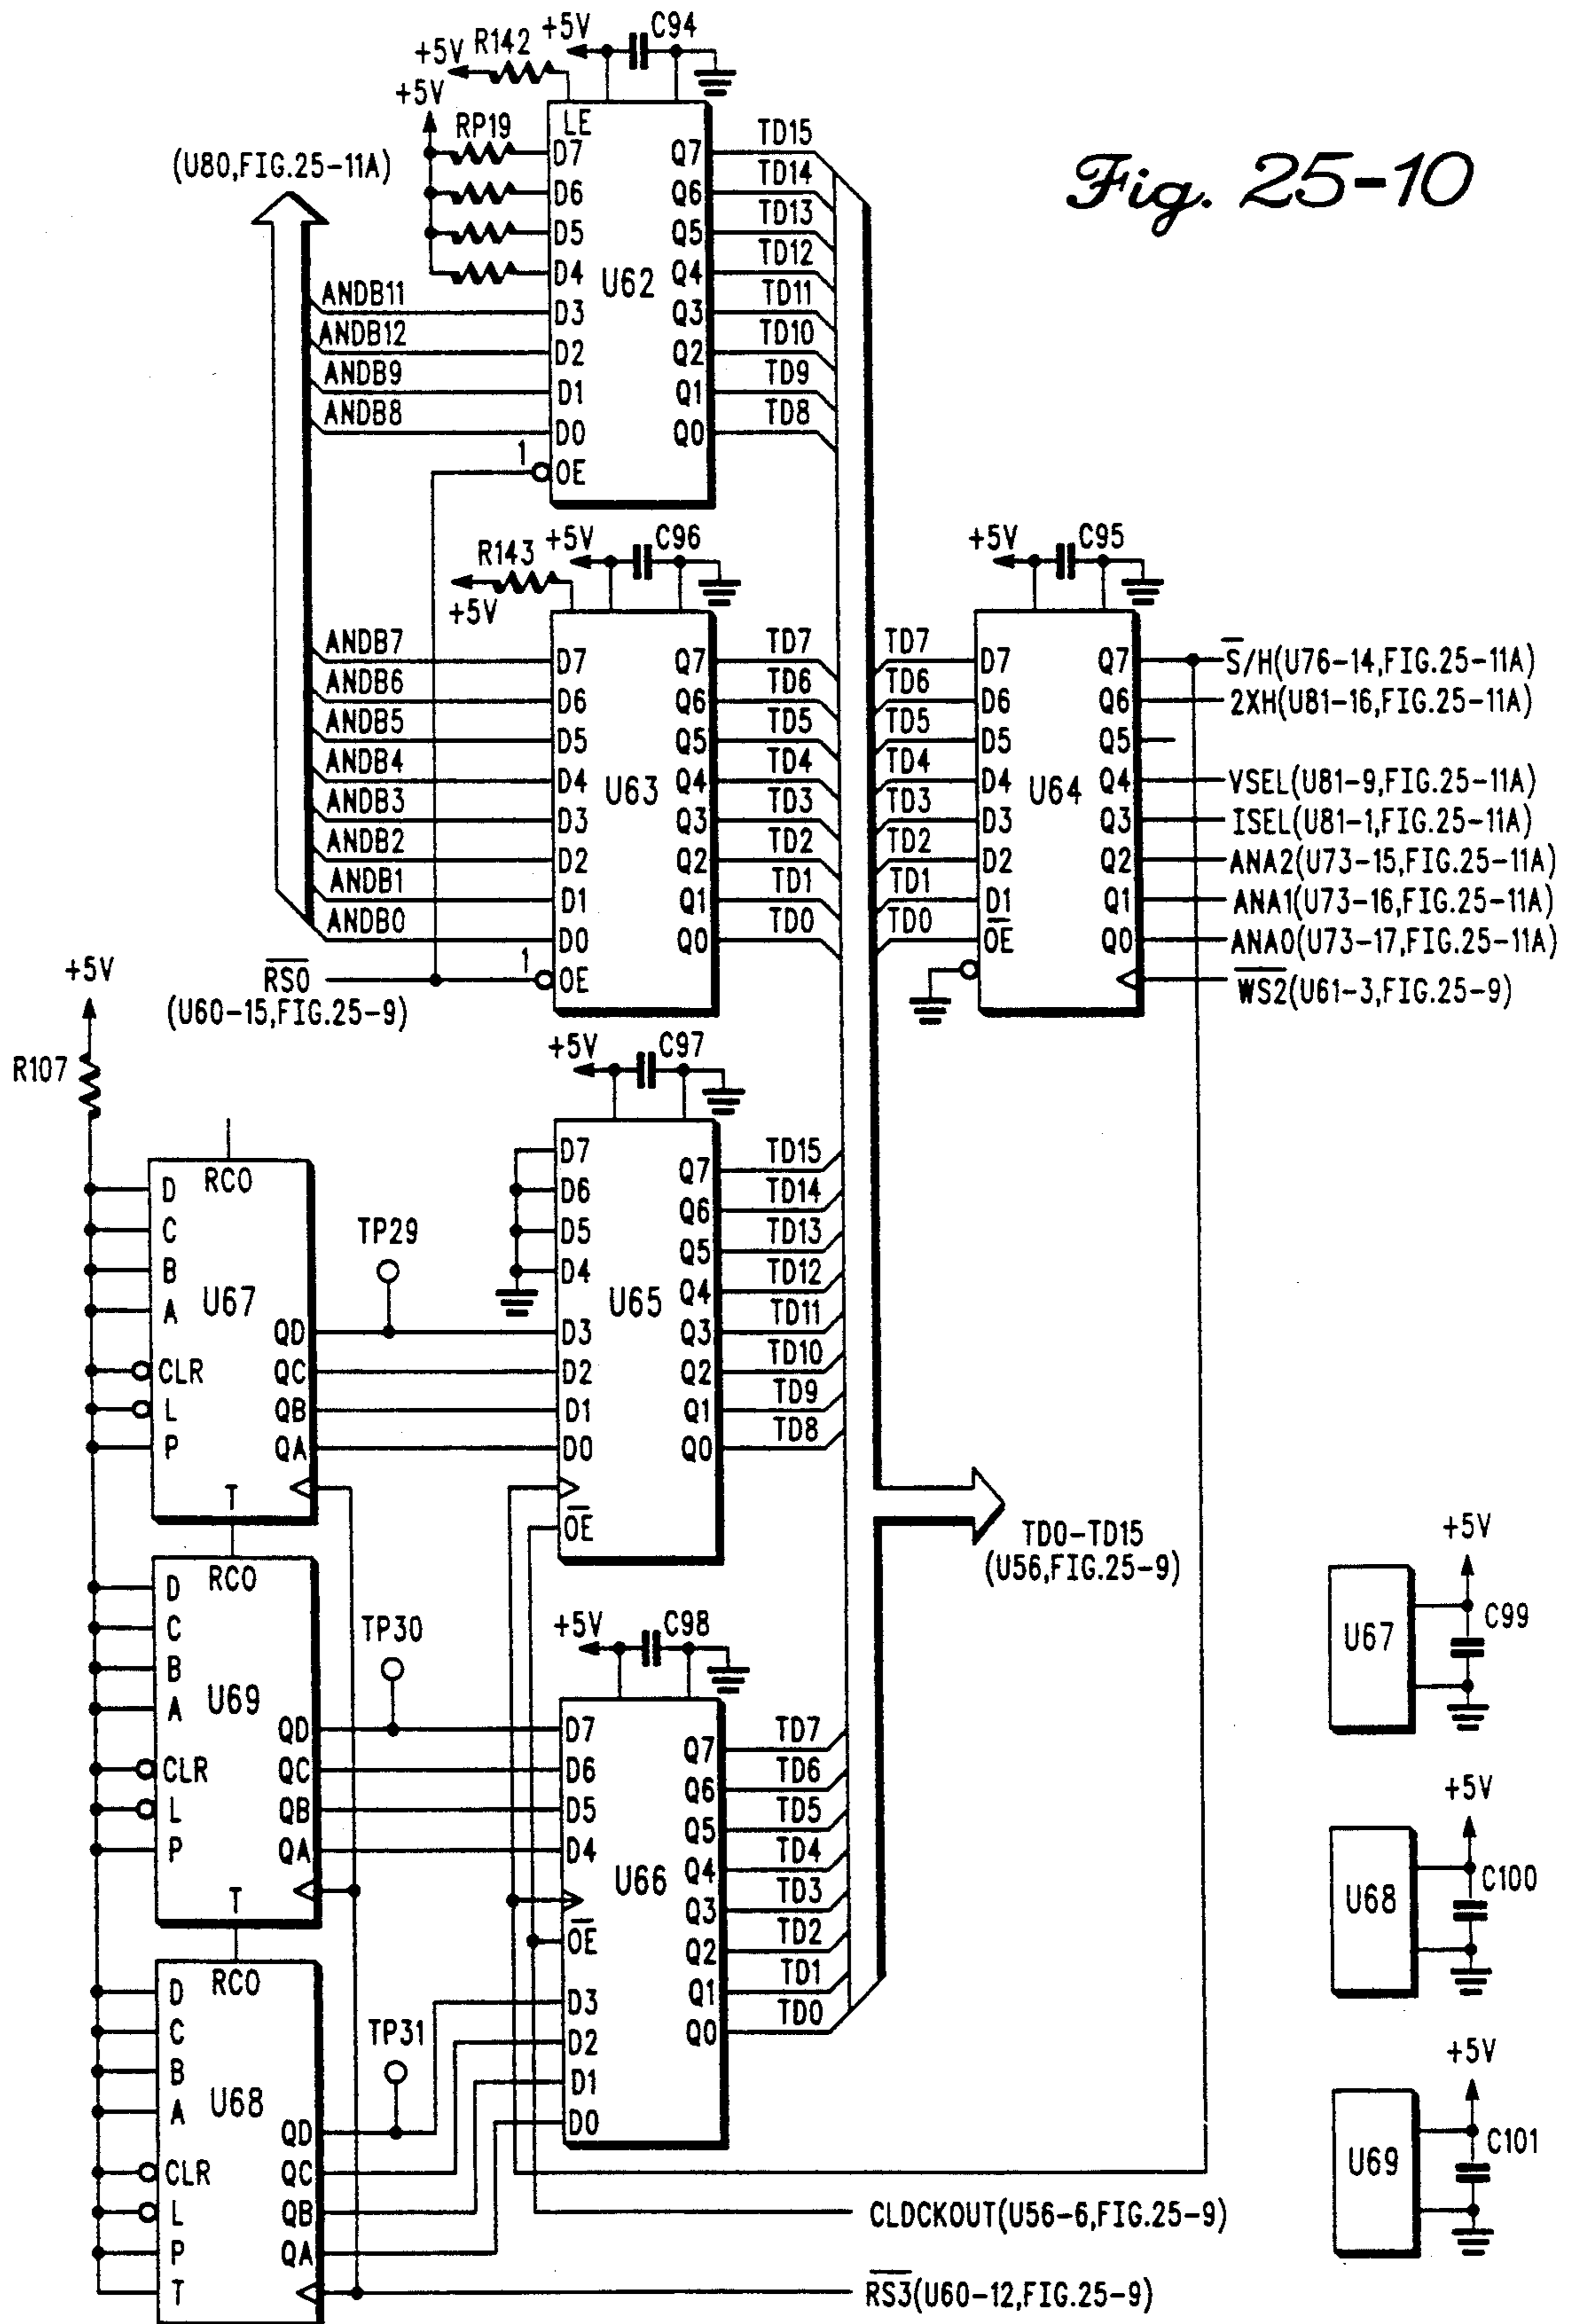 Fig. 25-10
+5V R142 +5V C94
+5V
(U80,FIG.25-11A)
RP19
LE
D7 Q7 TD15
D6 Q6 TD14
D5 Q5 TD13
D4 U62 Q4 TD12
ANDB11 D3 Q3 TD11
ANDB12 D2 Q2 TD10
ANDB9 D1 Q1 TD9
ANDB8 D0 Q0 TD8
1 OE
R143 +5V C96
+5V
+5V C95
ANDB7 D7 Q7 TD7
ANDB6 D6 Q6 TD6
ANDB5 D5 Q5 TD5
ANDB4 D4 U63 Q4 TD4
ANDB3 D3 Q3 TD3
ANDB2 D2 Q2 TD2
ANDB1 D1 Q1 TD1
ANDB0 D0 Q0 TD0
1 OE
R̅S̅0̅
(U60-15,FIG.25-9)
TD7 D7 Q7 S̅/H(U76-14,FIG.25-11A)
TD6 D6 Q6 2XH(U81-16,FIG.25-11A)
TD5 D5 Q5
TD4 D4 U64 Q4 VSEL(U81-9,FIG.25-11A)
TD3 D3 Q3 ISEL(U81-1,FIG.25-11A)
TD2 D2 Q2 ANA2(U73-15,FIG.25-11A)
TD1 D1 Q1 ANA1(U73-16,FIG.25-11A)
TD0 O̅E̅ Q0 ANA0(U73-17,FIG.25-11A)
W̅S̅2̅(U61-3,FIG.25-9)
+5V
R107
+5V C97
RCO
D
C
B
A U67
CLR
L
P
T
QD
QC
QB
QA
TP29
D7 Q7 TD15
D6 Q6 TD14
D5 Q5 TD13
D4 Q4 TD12
U65
D3 Q3 TD11
D2 Q2 TD10
D1 Q1 TD9
D0 Q0 TD8
O̅E̅
TD0-TD15
(U56,FIG.25-9)
RCO
D
C
B
A U69
CLR
L
P
T
QD
QC
QB
QA
TP30
+5V C98
D7 Q7 TD7
D6 Q6 TD6
D5 Q5 TD5
D4 Q4 TD4
U66
Q3 TD3
O̅E̅ Q2 TD2
D3 Q1 TD1
D2 Q0 TD0
D1
D0
RCO
D
C
B
A U68
CLR
L
P
T
QD
QC
QB
QA
TP31
CLDCKOUT(U56-6,FIG.25-9)
R̅S̅3̅(U60-12,FIG.25-9)
+5V
U67 C99
+5V
U68 C100
+5V
U69 C101